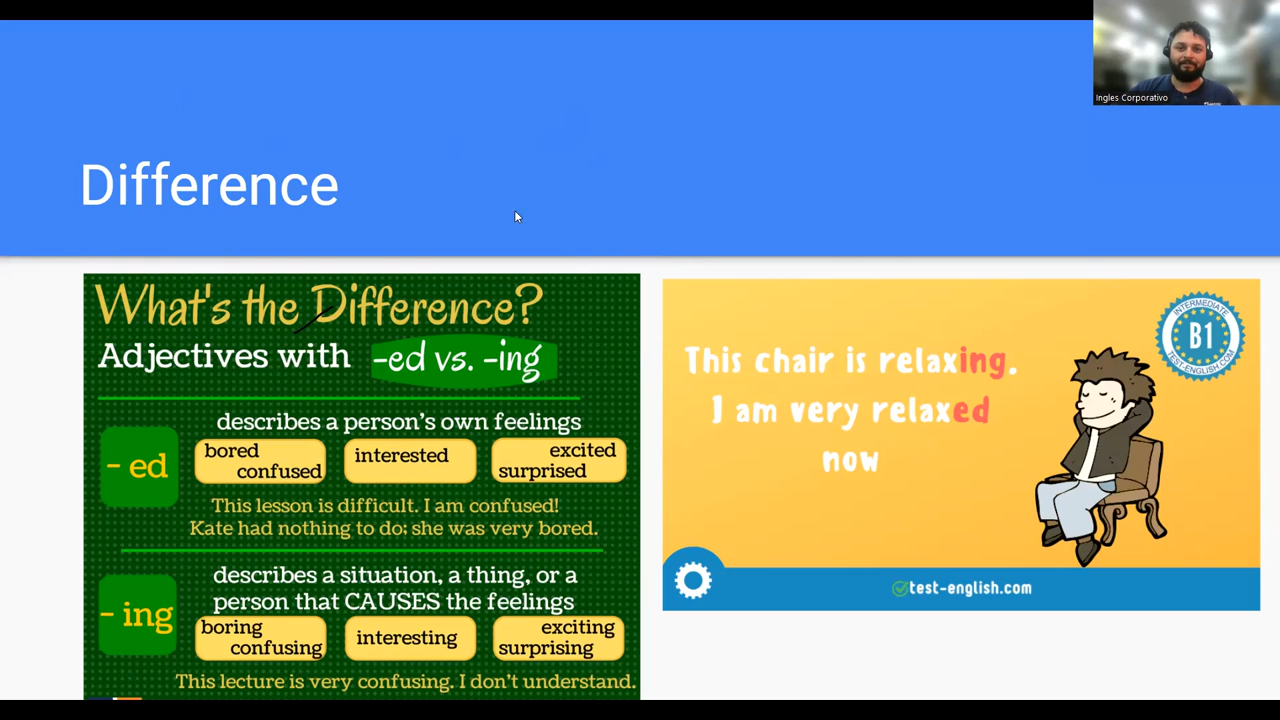 Ingles Corporativo
Difference
What's the Difference?
Adjectives with -ed vs. -ing
describes a person's own feelings
- ed
bored
confused
interested
excited
surprised
This lesson is difficult. I am confused!
Kate had nothing to do; she was very bored.
describes a situation, a thing, or a
person that CAUSES the feelings
- ing
boring
confusing
interesting
exciting
surprising
This lecture is very confusing. I don't understand.
This chair is relaxing.
I am very relaxed
now
INTERMEDIATE
B1
TEST-ENGLISH.COM
test-english.com